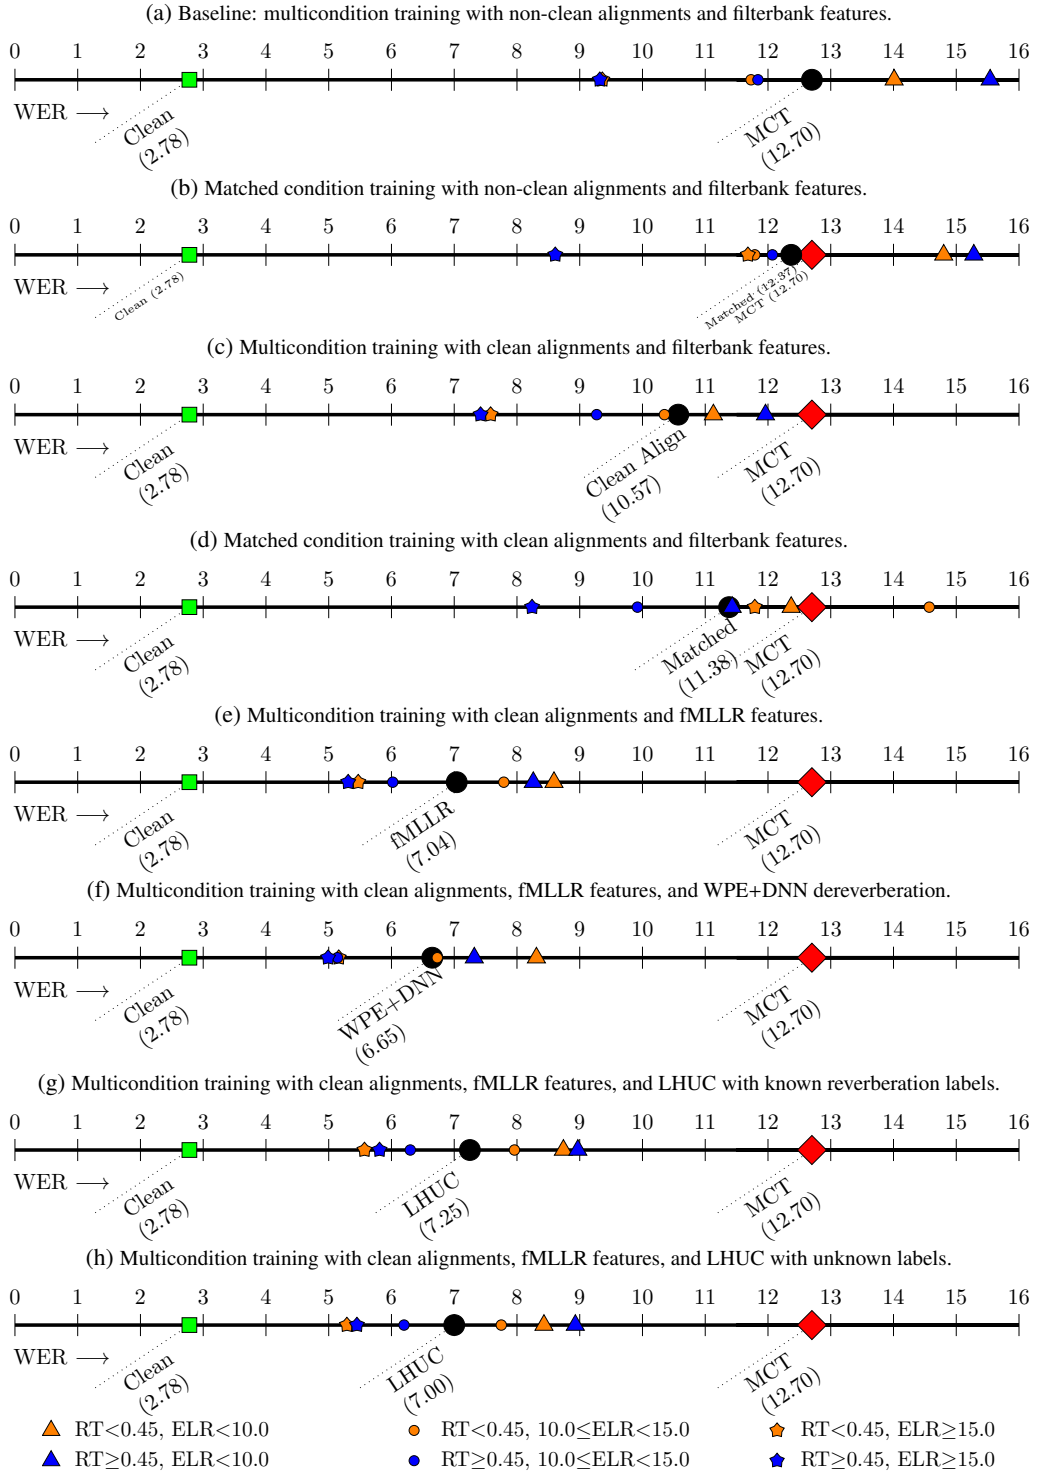 (a) Baseline: multicondition training with non-clean alignments and filterbank features.
0 1 2 3 4 5 6 7 8 9 10 11 12 13 14 15 16
WER →
Clean
(2.78)
MCT
(12.70)
(b) Matched condition training with non-clean alignments and filterbank features.
0 1 2 3 4 5 6 7 8 9 10 11 12 13 14 15 16
WER →
Clean (2.78)
Matched: (12.37)
MCT (12.70)
(c) Multicondition training with clean alignments and filterbank features.
0 1 2 3 4 5 6 7 8 9 10 11 12 13 14 15 16
WER →
Clean
(2.78)
Clean Align
(10.57)
MCT
(12.70)
(d) Matched condition training with clean alignments and filterbank features.
0 1 2 3 4 5 6 7 8 9 10 11 12 13 14 15 16
WER →
Clean
(2.78)
Matched
(11.38)
MCT
(12.70)
(e) Multicondition training with clean alignments and fMLLR features.
0 1 2 3 4 5 6 7 8 9 10 11 12 13 14 15 16
WER →
Clean
(2.78)
fMLLR
(7.04)
MCT
(12.70)
(f) Multicondition training with clean alignments, fMLLR features, and WPE+DNN dereverberation.
0 1 2 3 4 5 6 7 8 9 10 11 12 13 14 15 16
WER →
Clean
(2.78)
WPE+DNN
(6.65)
MCT
(12.70)
(g) Multicondition training with clean alignments, fMLLR features, and LHUC with known reverberation labels.
0 1 2 3 4 5 6 7 8 9 10 11 12 13 14 15 16
WER →
Clean
(2.78)
LHUC
(7.25)
MCT
(12.70)
(h) Multicondition training with clean alignments, fMLLR features, and LHUC with unknown labels.
0 1 2 3 4 5 6 7 8 9 10 11 12 13 14 15 16
WER →
Clean
(2.78)
LHUC
(7.00)
MCT
(12.70)
RT<0.45, ELR<10.0 RT<0.45, 10.0≤ELR<15.0 RT<0.45, ELR≥15.0
RT≥0.45, ELR<10.0 RT≥0.45, 10.0≤ELR<15.0 RT≥0.45, ELR≥15.0